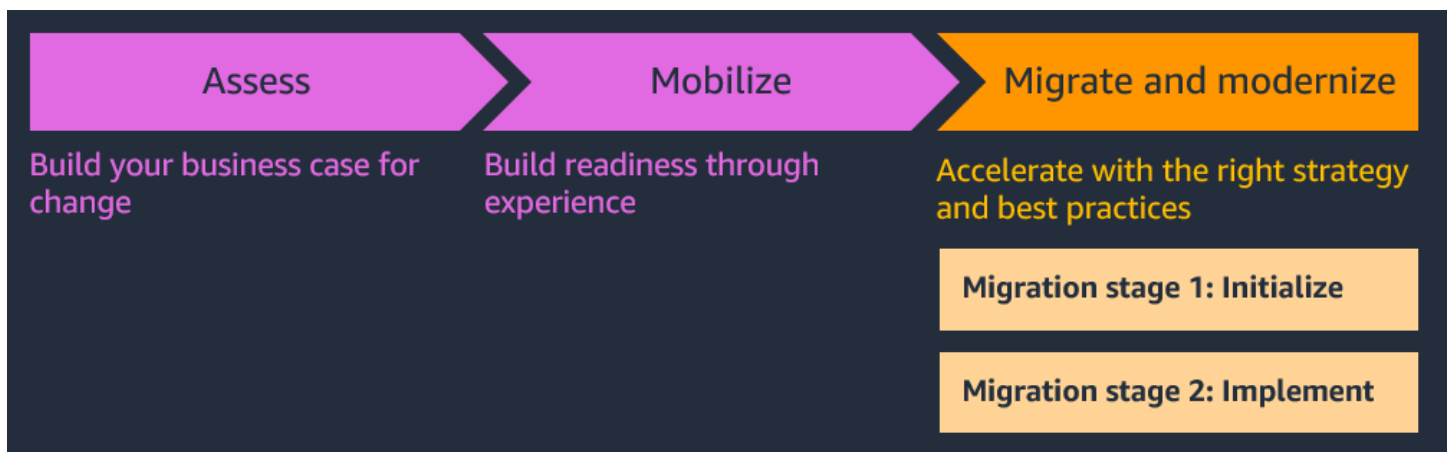 Assess
Mobilize
Migrate and modernize
Build your business case for
change
Build readiness through
experience
Accelerate with the right strategy
and best practices
Migration stage 1: Initialize
Migration stage 2: Implement